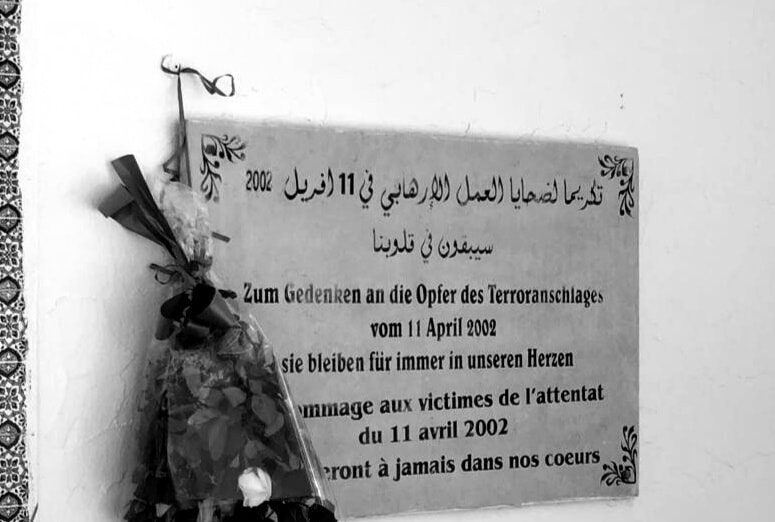 تكريما لضحايا العمل الإرهابي في 11 افريل 2002
سيبقون في قلوبنا
Zum Gedenken an die Opfer des Terroranschlages
vom 11 April 2002
sie bleiben für immer in unseren Herzen
ommage aux victimes de l'attentat
du 11 avril 2002
eront à jamais dans nos coeurs